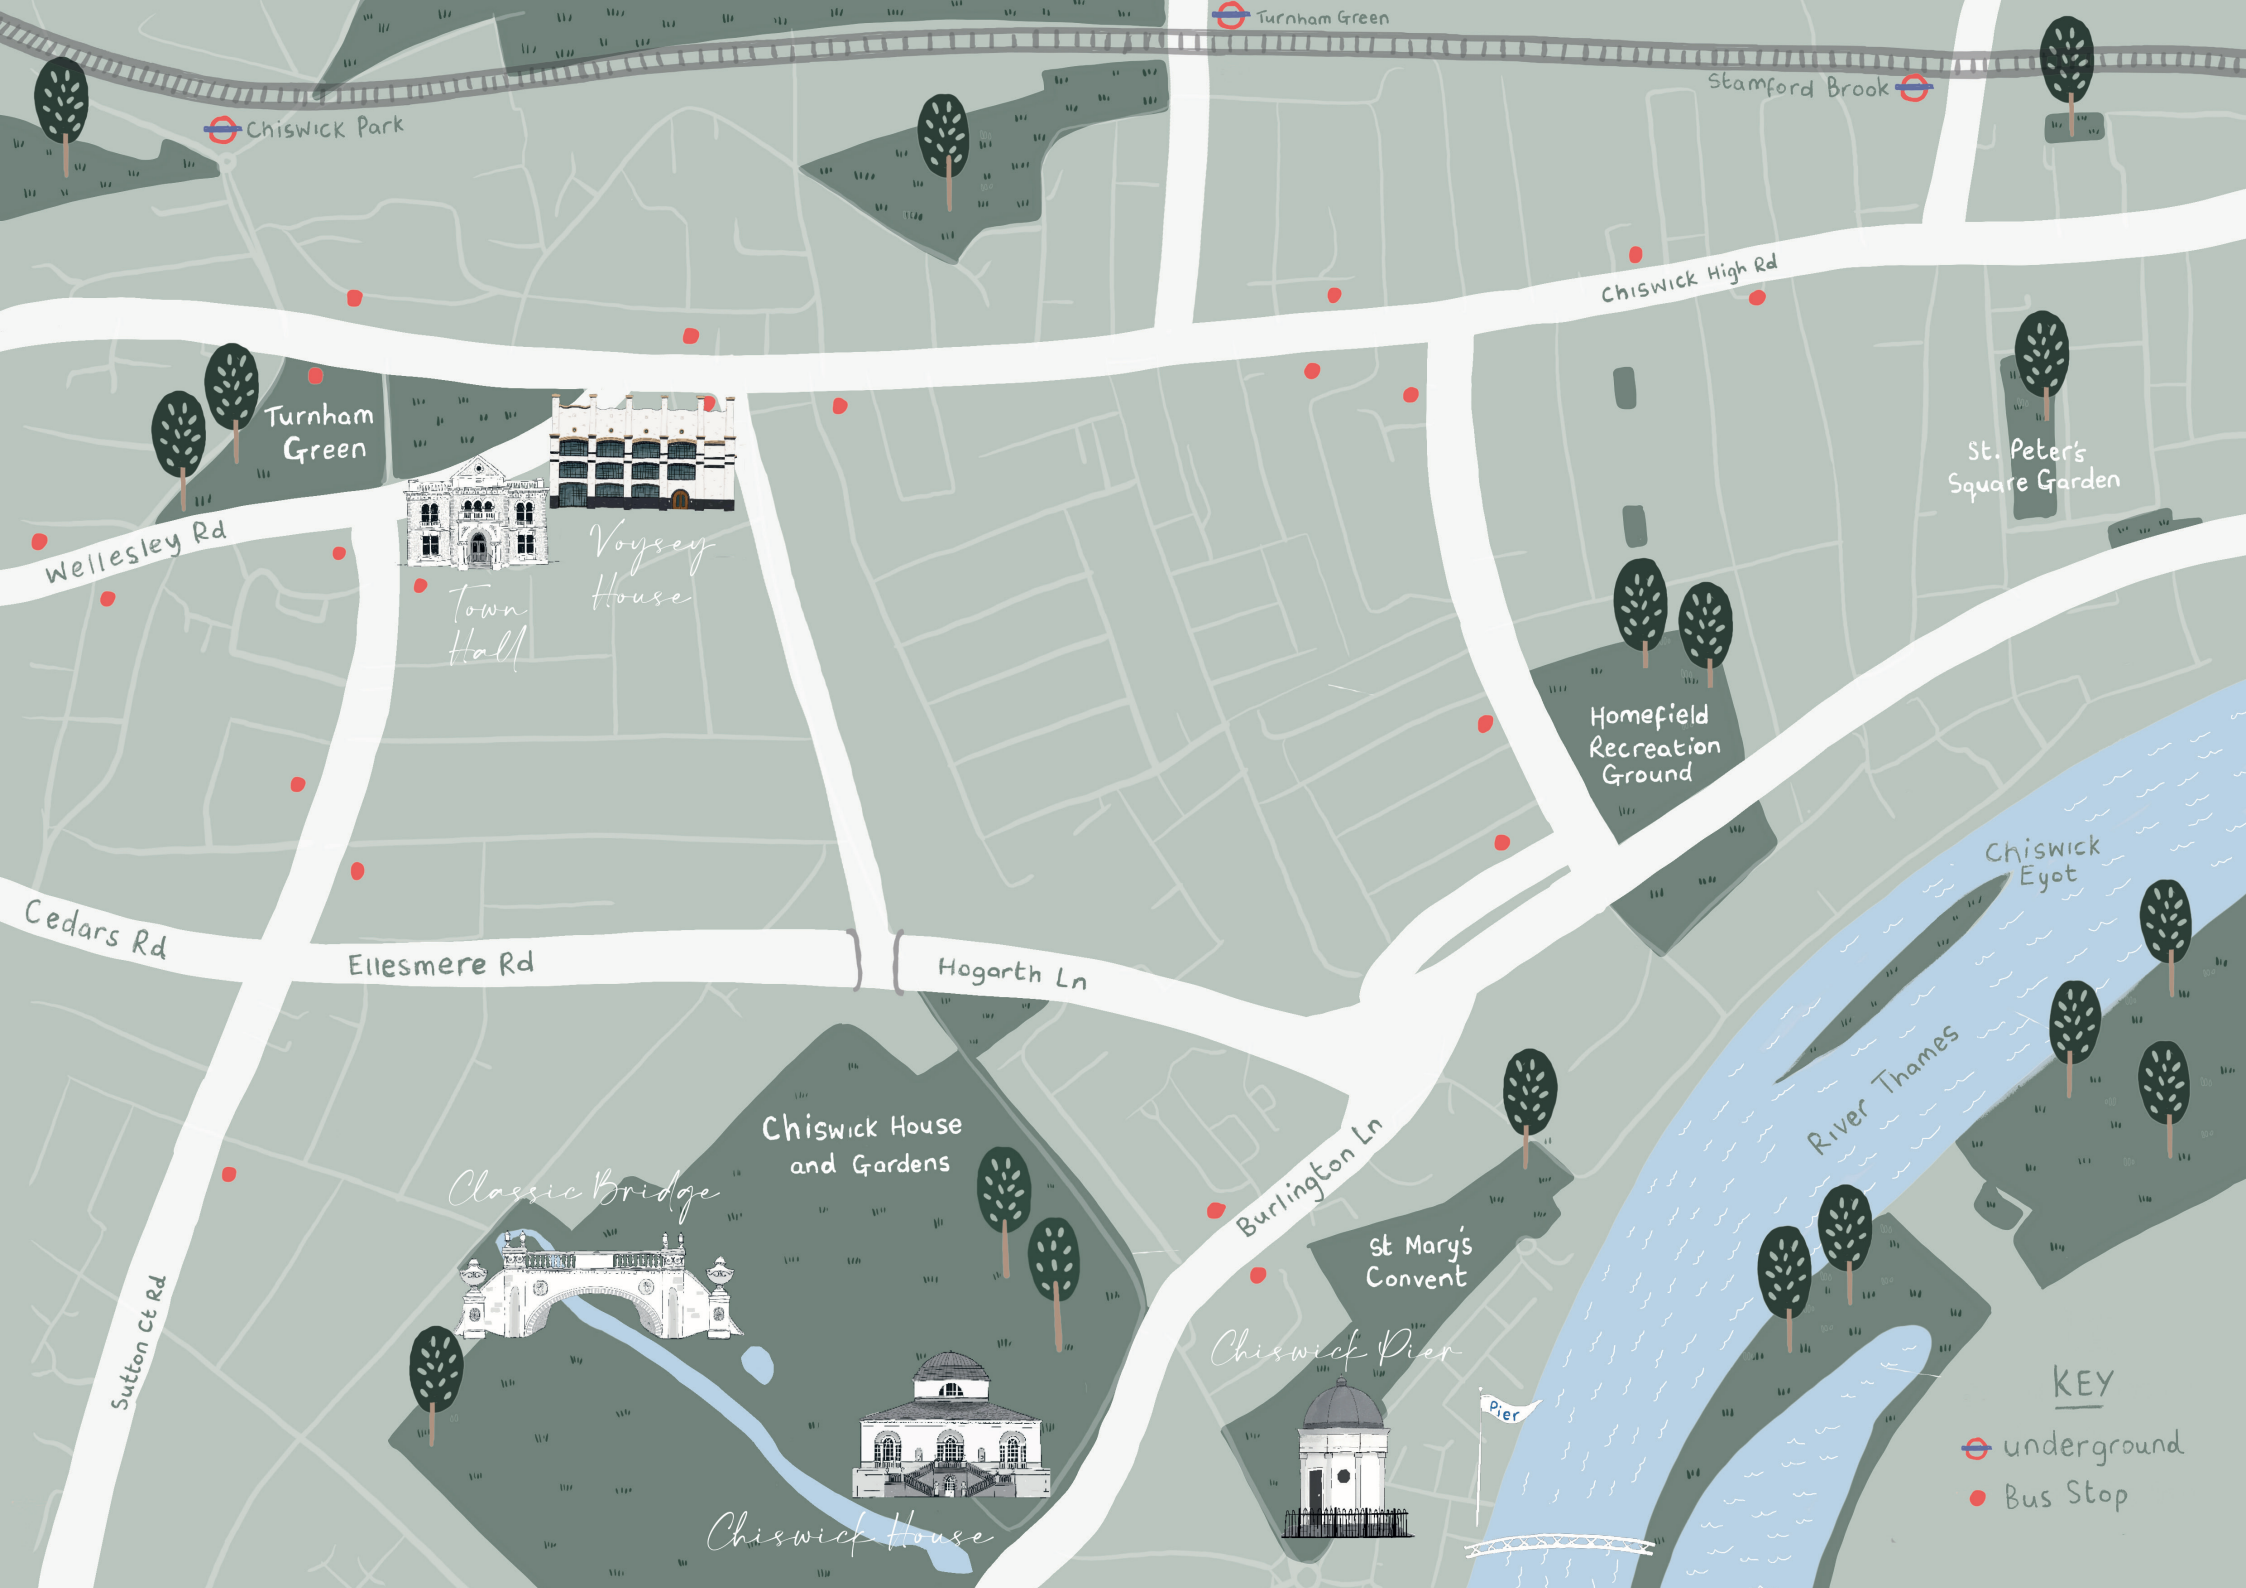 Turnham Green
Stamford Brook
Chiswick Park
Chiswick High Rd
Turnham
Green
St. Peter's
Square Garden
Wellesley Rd
Voysey
House
Town
Hall
Homefield
Recreation
Ground
Chiswick
Eyot
Cedars Rd
Ellesmere Rd
Hogarth Ln
River Thames
Chiswick House
and Gardens
Burlington Ln
Classic Bridge
St Mary's
Convent
Sutton Ct Rd
Chiswick Pier
Pier
Chiswick House
KEY
underground
Bus Stop